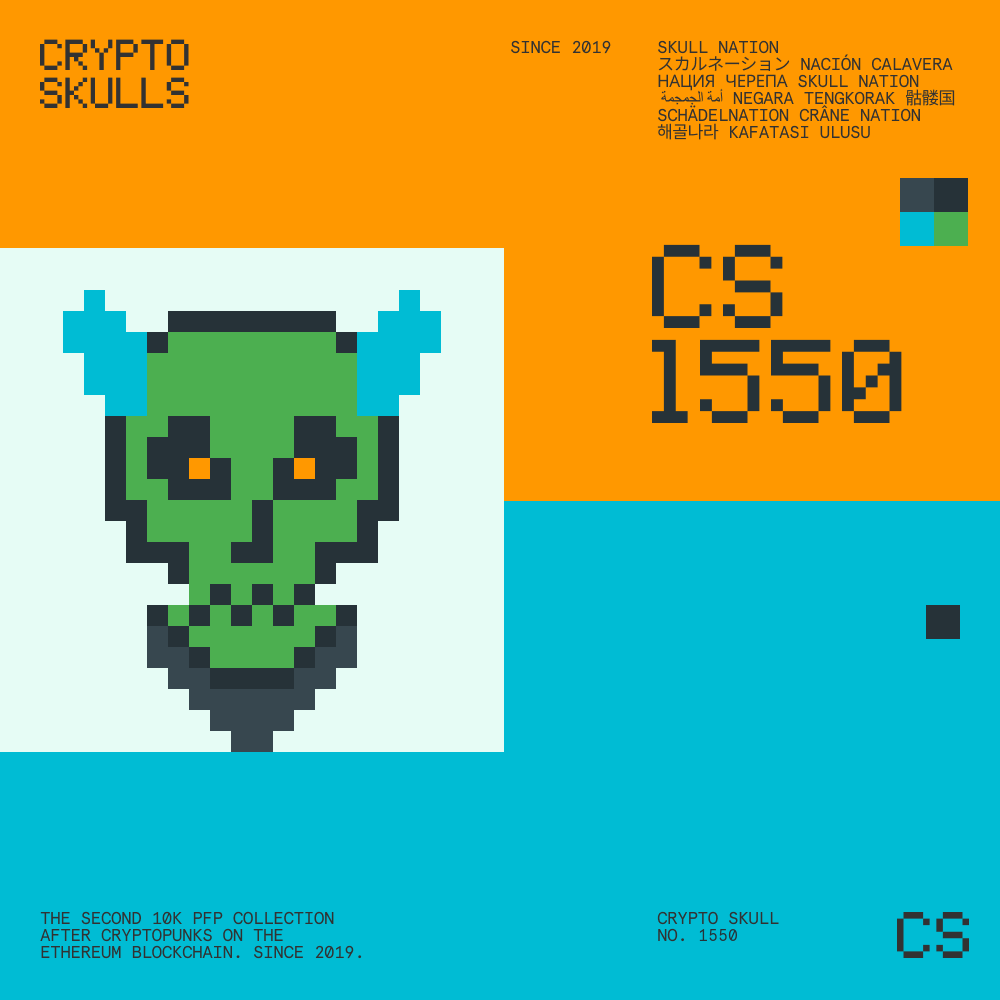 CRYPTO
SKULLS
SINCE 2019
SKULL NATION
スカルネーション NACIÓN CALAVERA
НАЦИЯ ЧЕРЕПА SKULL NATION
أمة الجمجمة NEGARA TENGKORAK 骷髅国
SCHÄDELNATION CRÂNE NATION
해골나라 KAFATASI ULUSU
CS
1550
THE SECOND 10K PFP COLLECTION
AFTER CRYPTOPUNKS ON THE
ETHEREUM BLOCKCHAIN. SINCE 2019.
CRYPTO SKULL
NO. 1550
CS